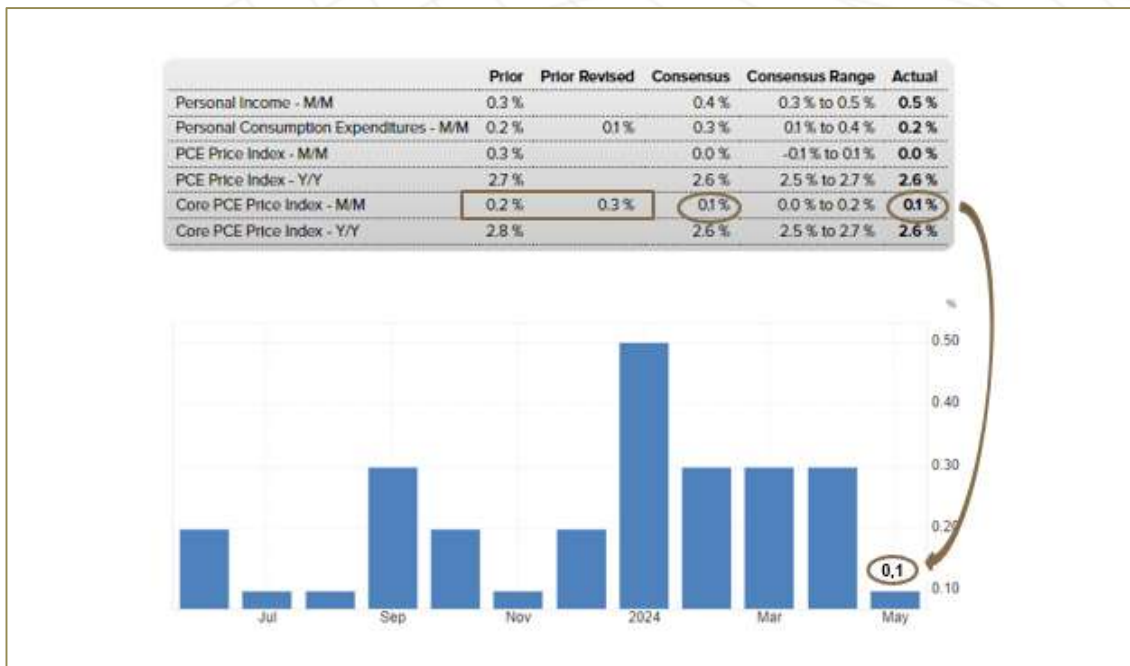 Prior Prior Revised Consensus Consensus Range Actual
Personal Income - M/M 0.3 % 0.4 % 0.3 % to 0.5 % 0.5 %
Personal Consumption Expenditures - M/M 0.2 % 0.1 % 0.3 % 0.1 % to 0.4 % 0.2 %
PCE Price Index - M/M 0.3 % 0.0 % -0.1 % to 0.1 % 0.0 %
PCE Price Index - Y/Y 2.7 % 2.6 % 2.5 % to 2.7 % 2.6 %
Core PCE Price Index - M/M 0.2 % 0.3 % 0.1 % 0.0 % to 0.2 % 0.1 %
Core PCE Price Index - Y/Y 2.8 % 2.6 % 2.5 % to 2.7 % 2.6 %
%
0.50
0.40
0.30
0.20
0,1
0.10
Jul Sep Nov 2024 Mar May